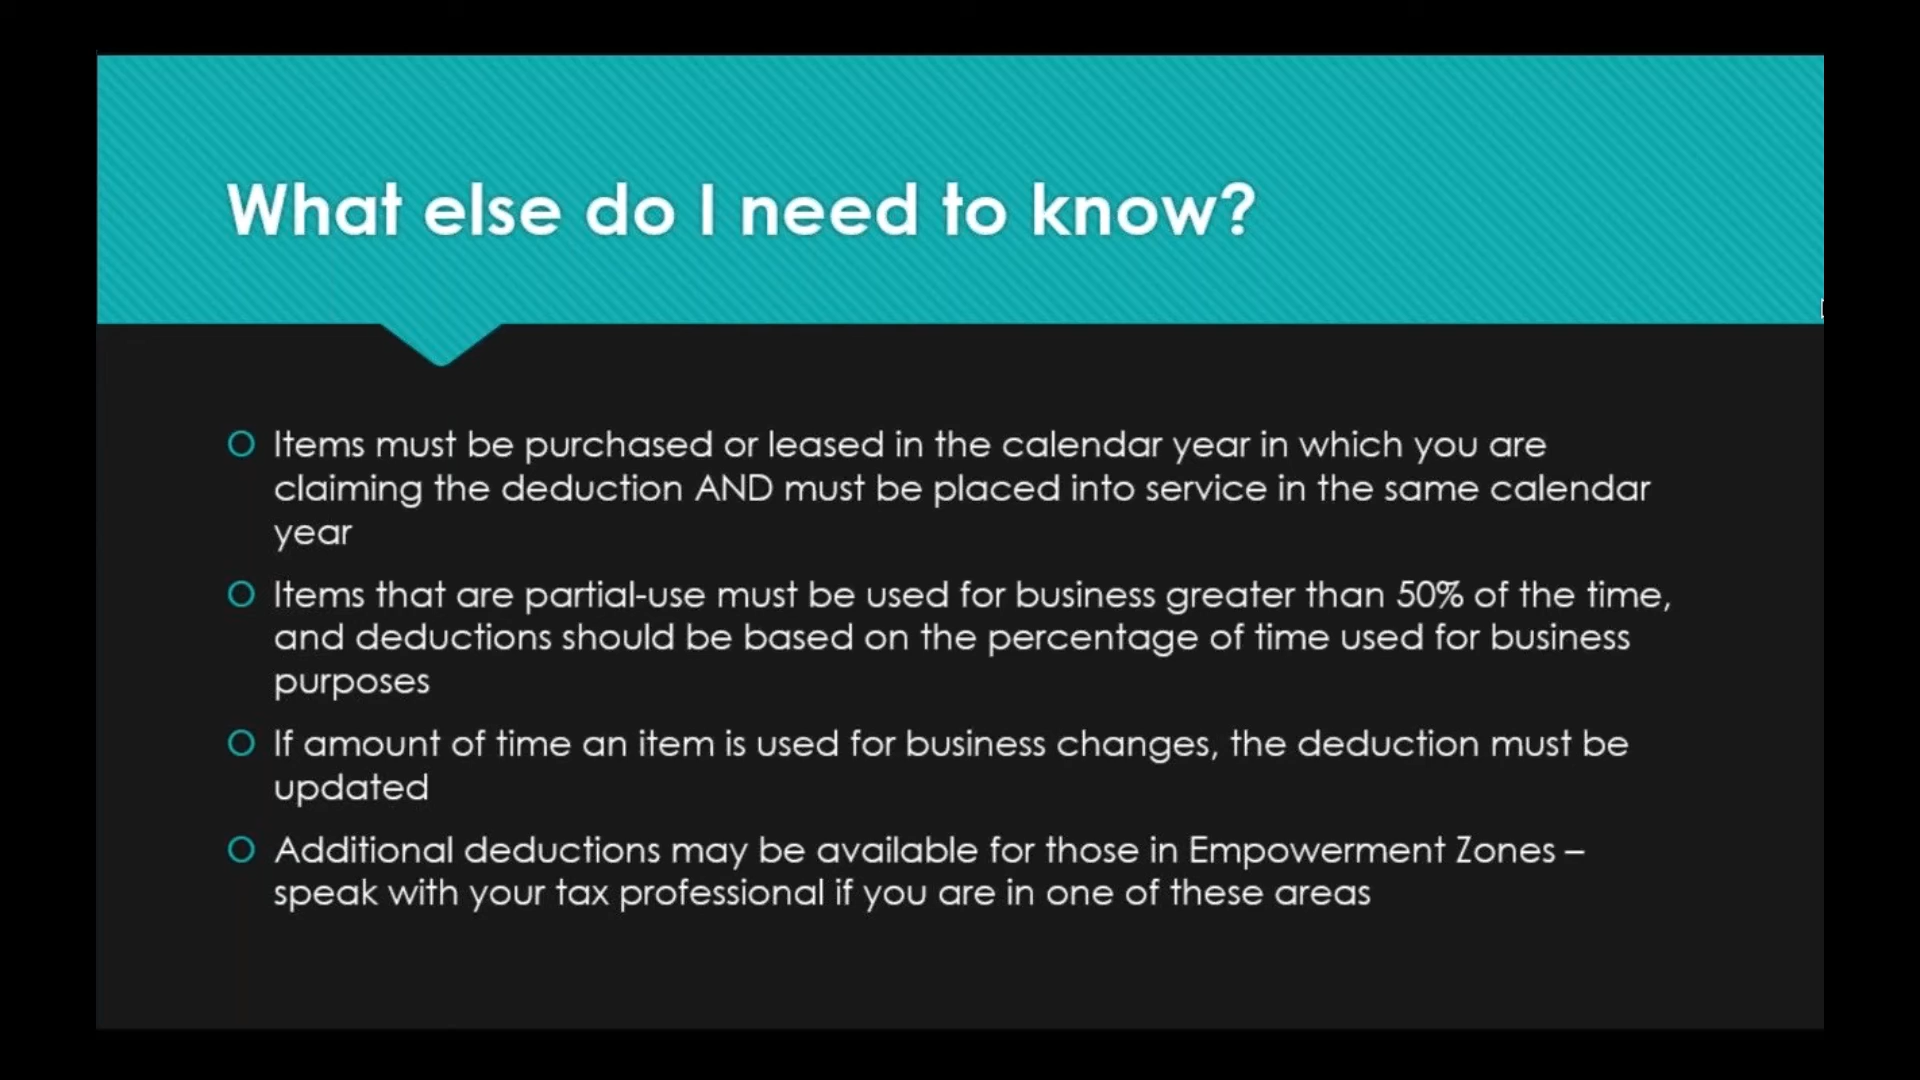 What else do I need to know?
Items must be purchased or leased in the calendar year in which you are
claiming the deduction AND must be placed into service in the same calendar
year
Items that are partial-use must be used for business greater than 50% of the time,
and deductions should be based on the percentage of time used for business
purposes
If amount of time an item is used for business changes, the deduction must be
updated
Additional deductions may be available for those in Empowerment Zones –
speak with your tax professional if you are in one of these areas